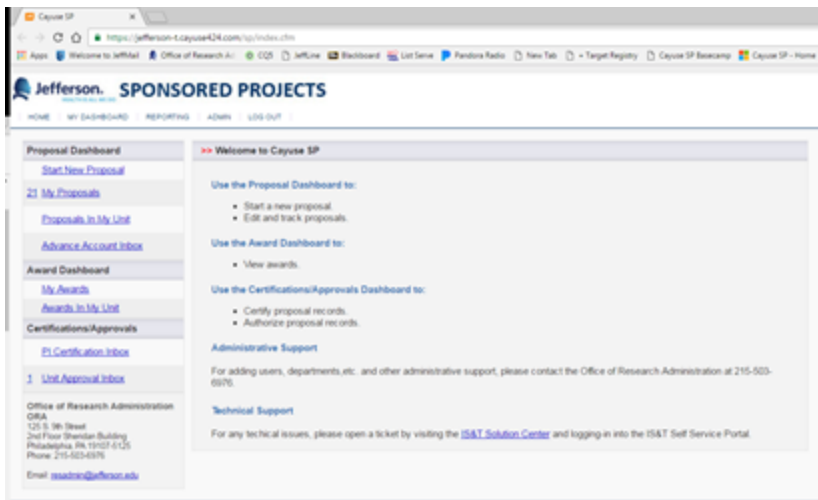 Cayuse SP
https://jefferson-t.cayuse424.com/sp/index.cfm
Apps Welcome to JeffMail Office of Research CQ5 JeffLine Blackboard List Serve Pandora Radio New Tab + Target Registry Cayuse SP Basecamp Cayuse SP - Home
Jefferson. SPONSORED PROJECTS
HOME MY DASHBOARD REPORTING ADMIN LOG OUT
Proposal Dashboard
Start New Proposal
21 My Proposals
Proposals In My Unit
Advance Account Inbox
Award Dashboard
My Awards
Awards In My Unit
Certifications/Approvals
PI Certification Inbox
1 Unit Approval Inbox
Office of Research Administration
ORA
125 S. 9th Street
2nd Floor Sheridan Building
Philadelphia, PA 19107-5125
Phone: 215-503-6976
Email: resadmin@jefferson.edu
>> Welcome to Cayuse SP
Use the Proposal Dashboard to:
• Start a new proposal.
• Edit and track proposals.
Use the Award Dashboard to:
• View awards.
Use the Certifications/Approvals Dashboard to:
• Certify proposal records.
• Authorize proposal records.
Administrative Support
For adding users, departments,etc. and other administrative support, please contact the Office of Research Administration at 215-503-
6976.
Technical Support
For any techical issues, please open a ticket by visiting the IS&T Solution Center and logging-in into the IS&T Self Service Portal.